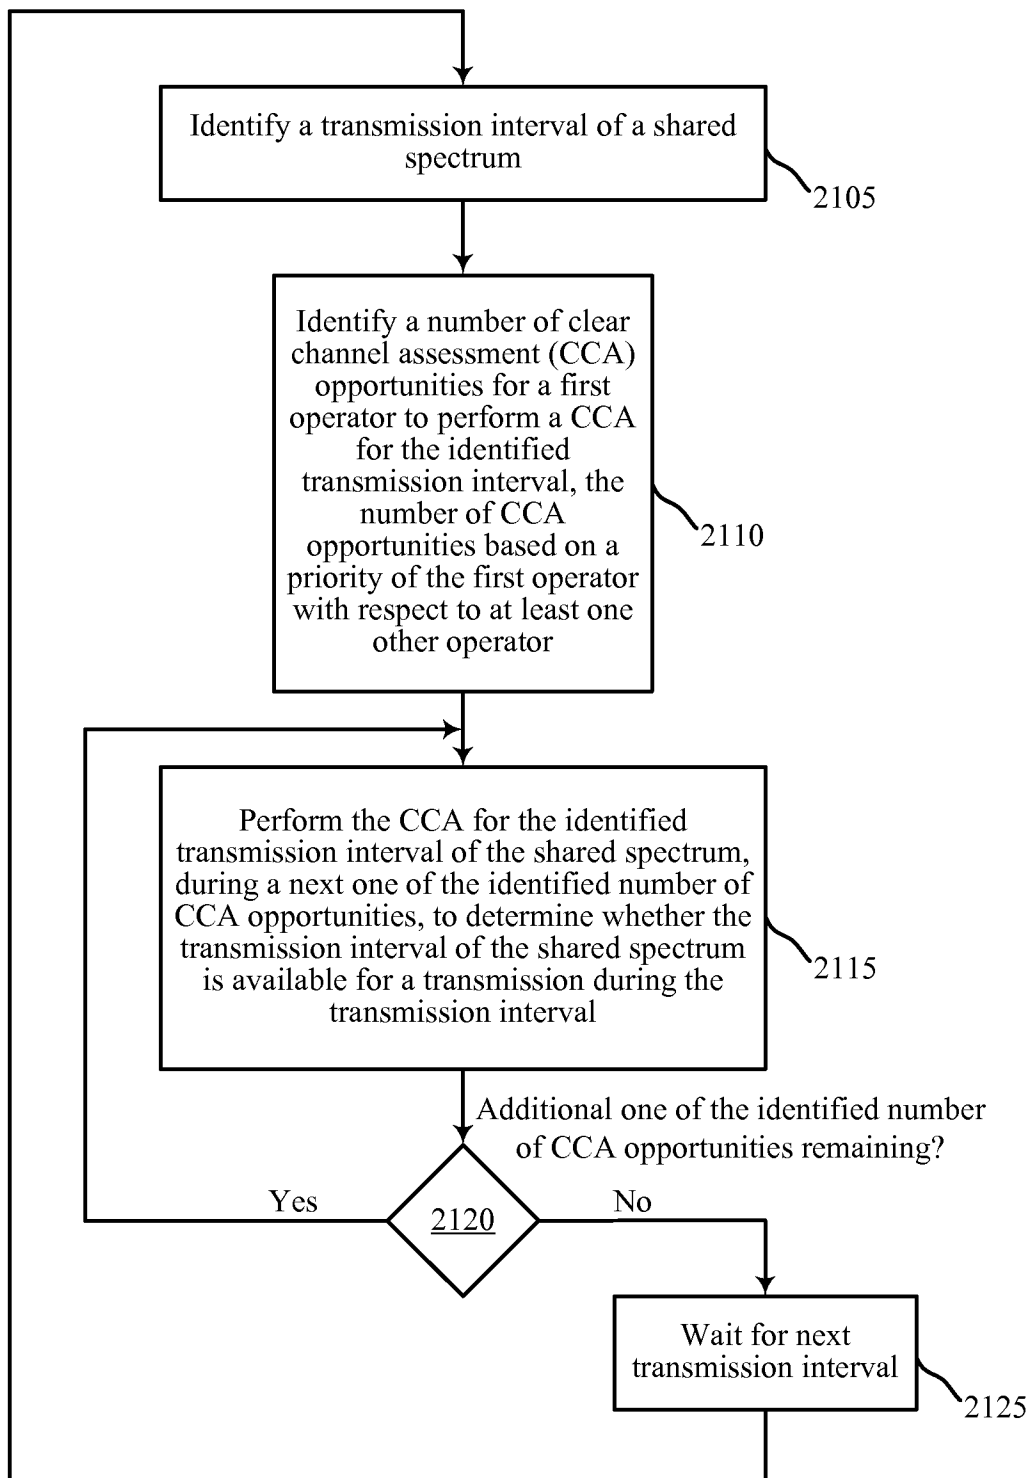 Identify a transmission interval of a shared
spectrum
2105
Identify a number of clear
channel assessment (CCA)
opportunities for a first
operator to perform a CCA
for the identified
transmission interval, the
number of CCA
opportunities based on a
priority of the first operator
with respect to at least one
other operator
2110
Perform the CCA for the identified
transmission interval of the shared spectrum,
during a next one of the identified number of
CCA opportunities, to determine whether the
transmission interval of the shared spectrum
is available for a transmission during the
transmission interval
2115
Additional one of the identified number
of CCA opportunities remaining?
Yes
2120
No
Wait for next
transmission interval
2125